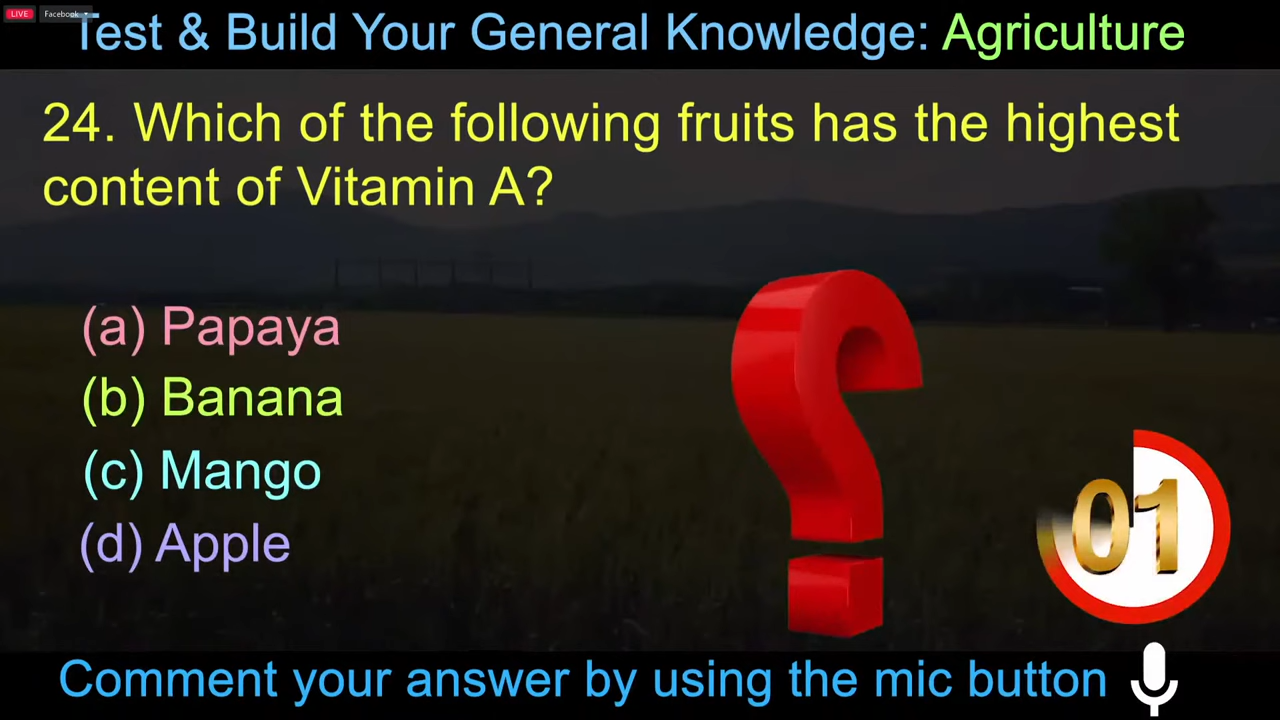 LIVE Facebook
Test & Build Your General Knowledge: Agriculture
24. Which of the following fruits has the highest
content of Vitamin A?
(a) Papaya
(b) Banana
(c) Mango
(d) Apple
01
Comment your answer by using the mic button